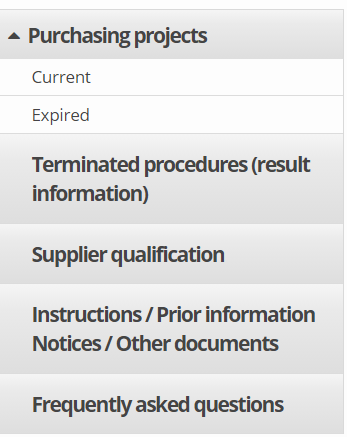 Purchasing projects
Current
Expired
Terminated procedures (result
information)
Supplier qualification
Instructions / Prior information
Notices / Other documents
Frequently asked questions